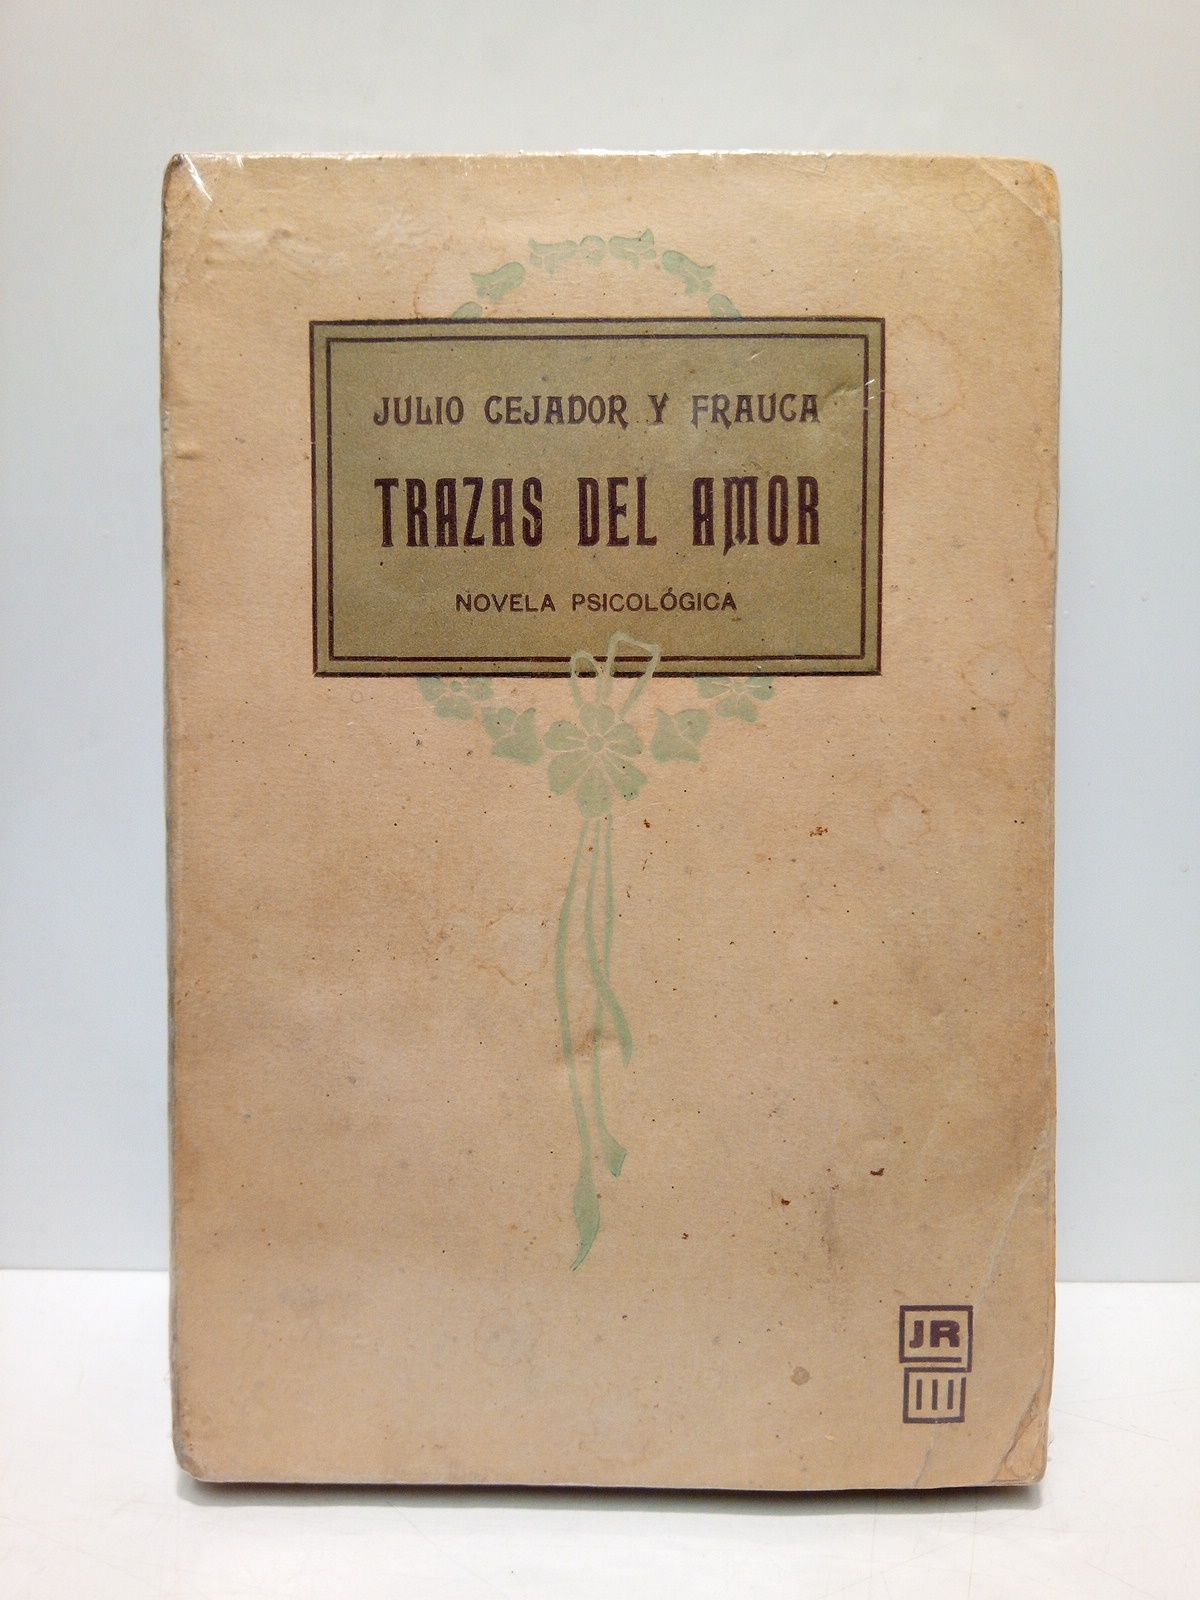 JULIO CEJADOR Y FRAUCA
TRAZAS DEL AMOR
NOVELA PSICOLÓGICA
JR